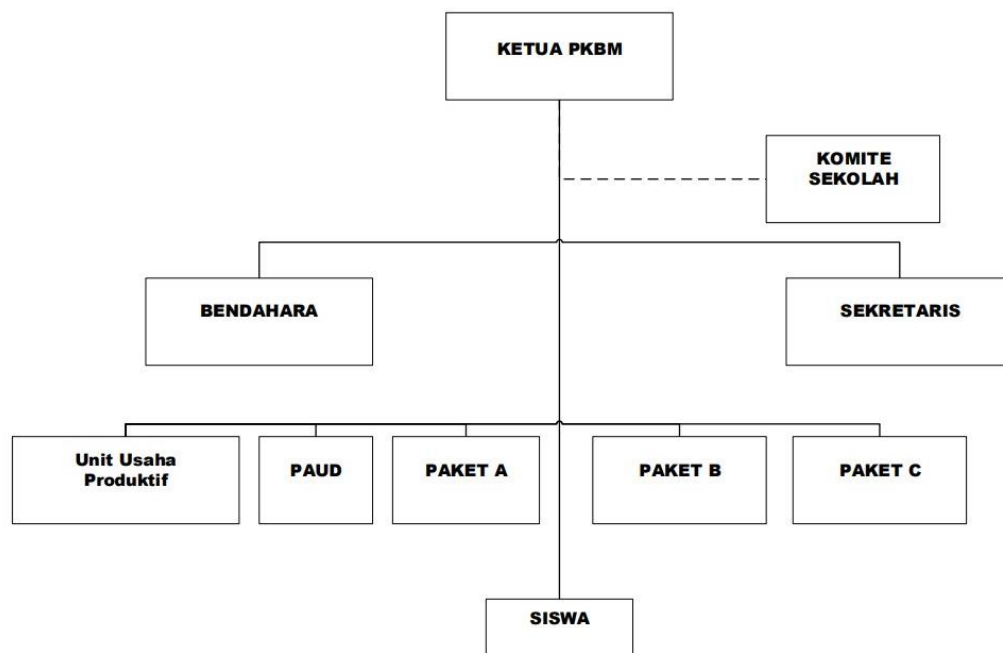 KETUA PKBM
KOMITE
SEKOLAH
BENDAHARA
SEKRETARIS
Unit Usaha
Produktif
PAUD
PAKET A
PAKET B
PAKET C
SISWA